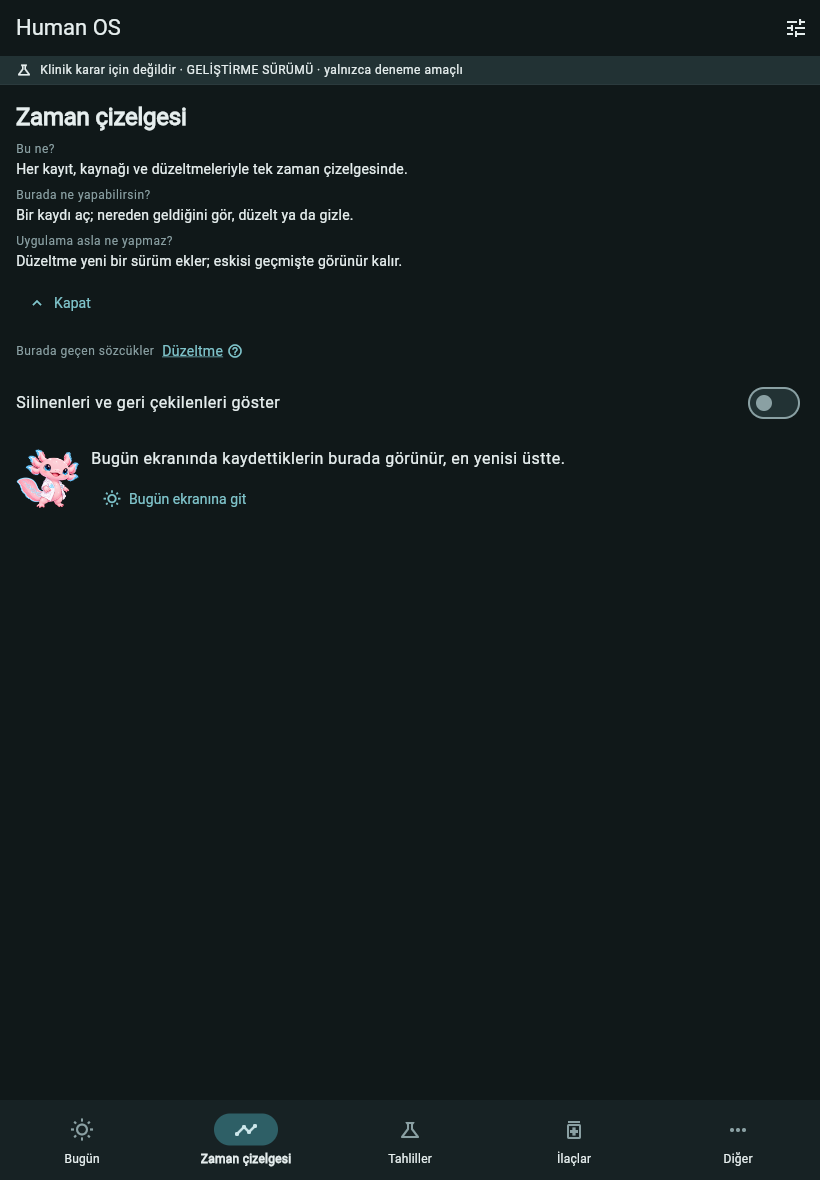 Human OS
Klinik karar için değildir · GELİŞTİRME SÜRÜMÜ · yalnızca deneme amaçlı
Zaman çizelgesi
Bu ne?
Her kayıt, kaynağı ve düzeltmeleriyle tek zaman çizelgesinde.
Burada ne yapabilirsin?
Bir kaydı aç; nereden geldiğini gör, düzelt ya da gizle.
Uygulama asla ne yapmaz?
Düzeltme yeni bir sürüm ekler; eskisi geçmişte görünür kalır.
Kapat
Burada geçen sözcükler Düzeltme
Silinenleri ve geri çekilenleri göster
Bugün ekranında kaydettiklerin burada görünür, en yenisi üstte.
Bugün ekranına git
Bugün Zaman çizelgesi Tahliller İlaçlar Diğer